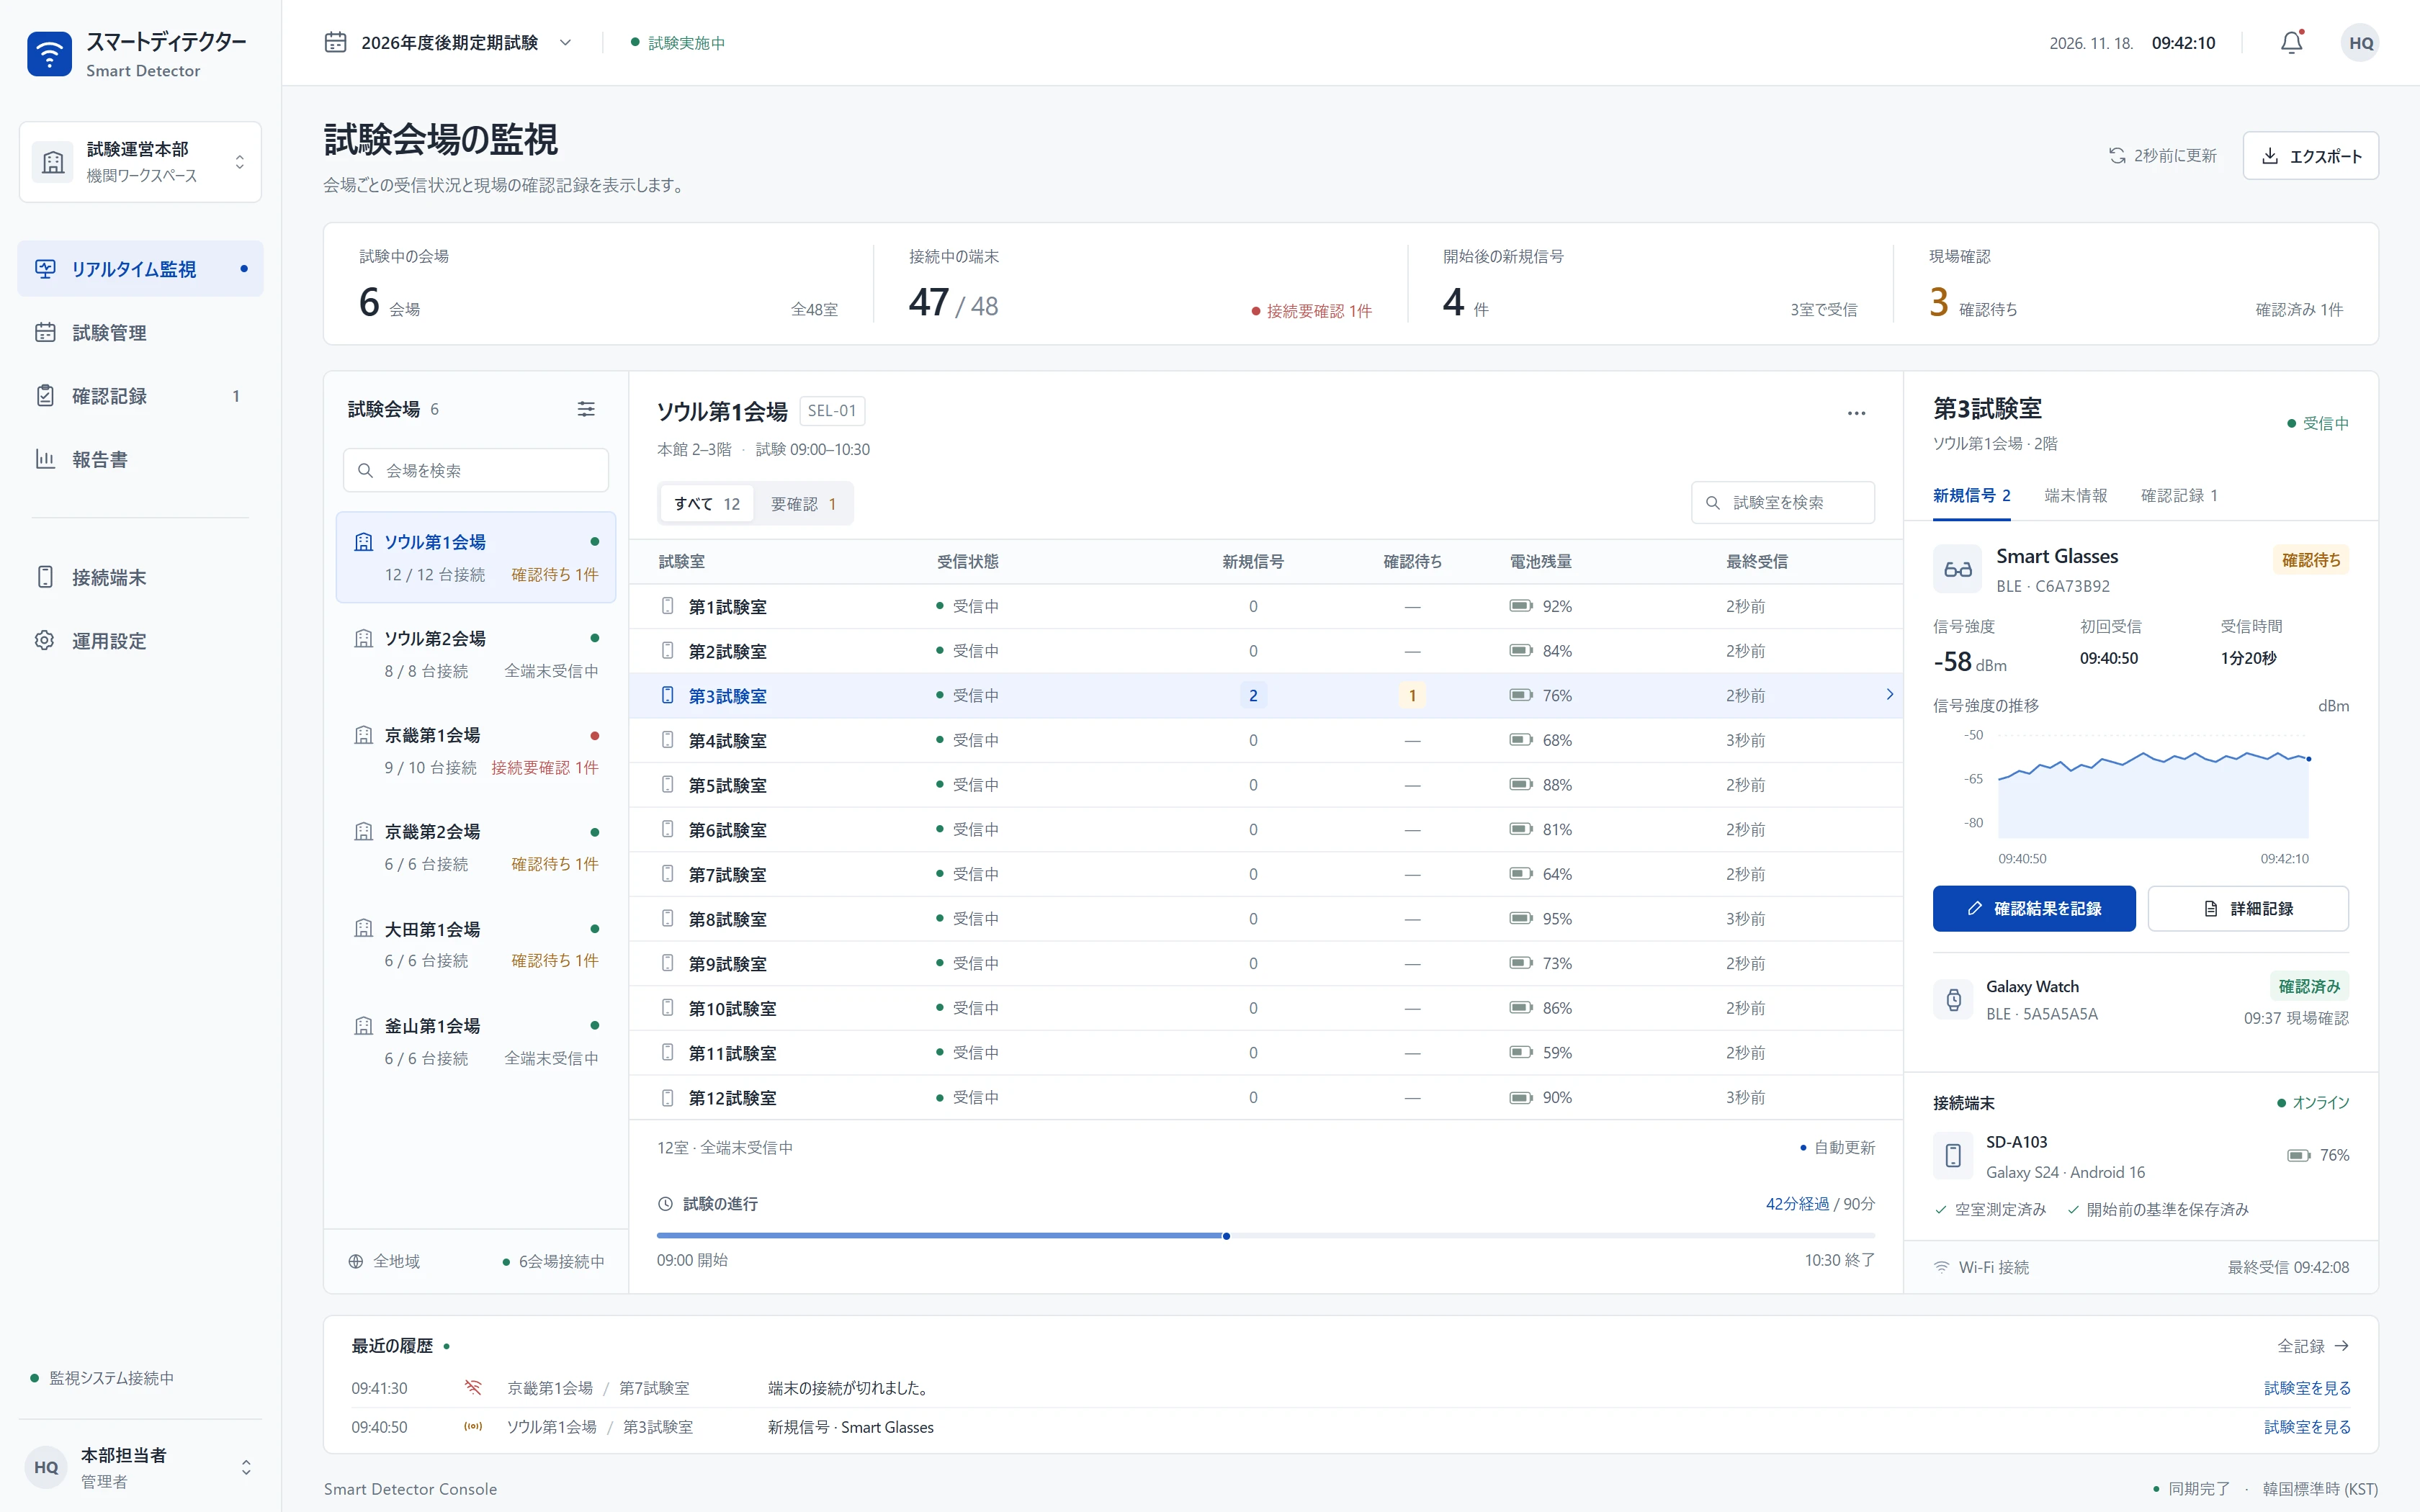 スマートディテクター
Smart Detector
試験運営本部
機関ワークスペース
リアルタイム監視
試験管理
確認記録 1
報告書
接続端末
運用設定
監視システム接続中
HQ 本部担当者
管理者
2026年度後期定期試験 試験実施中
2026. 11. 18. 09:42:10 HQ
試験会場の監視
会場ごとの受信状況と現場の確認記録を表示します。
2秒前に更新 エクスポート
試験中の会場
6 会場 全48室
接続中の端末
47 / 48 接続要確認 1件
開始後の新規信号
4 件 3室で受信
現場確認
3 確認待ち 確認済み 1件
試験会場 6
会場を検索
ソウル第1会場
12 / 12 台接続 確認待ち 1件
ソウル第2会場
8 / 8 台接続 全端末受信中
京畿第1会場
9 / 10 台接続 接続要確認 1件
京畿第2会場
6 / 6 台接続 確認待ち 1件
大田第1会場
6 / 6 台接続 確認待ち 1件
釜山第1会場
6 / 6 台接続 全端末受信中
全地域 6会場接続中
ソウル第1会場 SEL-01
本館 2–3階 · 試験 09:00–10:30
すべて 12 要確認 1
試験室を検索
試験室 受信状態 新規信号 確認待ち 電池残量 最終受信
第1試験室 受信中 0 — 92% 2秒前
第2試験室 受信中 0 — 84% 2秒前
第3試験室 受信中 2 1 76% 2秒前
第4試験室 受信中 0 — 68% 3秒前
第5試験室 受信中 0 — 88% 2秒前
第6試験室 受信中 0 — 81% 2秒前
第7試験室 受信中 0 — 64% 2秒前
第8試験室 受信中 0 — 95% 3秒前
第9試験室 受信中 0 — 73% 2秒前
第10試験室 受信中 0 — 86% 2秒前
第11試験室 受信中 0 — 59% 2秒前
第12試験室 受信中 0 — 90% 3秒前
12室 · 全端末受信中 自動更新
試験の進行 42分経過 / 90分
09:00 開始 10:30 終了
第3試験室
ソウル第1会場 · 2階
受信中
新規信号 2 端末情報 確認記録 1
Smart Glasses 確認待ち
BLE · C6A73B92
信号強度 初回受信 受信時間
-58 dBm 09:40:50 1分20秒
信号強度の推移 dBm
-50
-65
-80
09:40:50 09:42:10
確認結果を記録 詳細記録
Galaxy Watch 確認済み
BLE · 5A5A5A5A 09:37 現場確認
接続端末 オンライン
SD-A103
Galaxy S24 · Android 16 76%
空室測定済み 開始前の基準を保存済み
Wi-Fi 接続 最終受信 09:42:08
最近の履歴 全記録
09:41:30 京畿第1会場 / 第7試験室 端末の接続が切れました。 試験室を見る
09:40:50 ソウル第1会場 / 第3試験室 新規信号 · Smart Glasses 試験室を見る
Smart Detector Console 同期完了 · 韓国標準時 (KST)